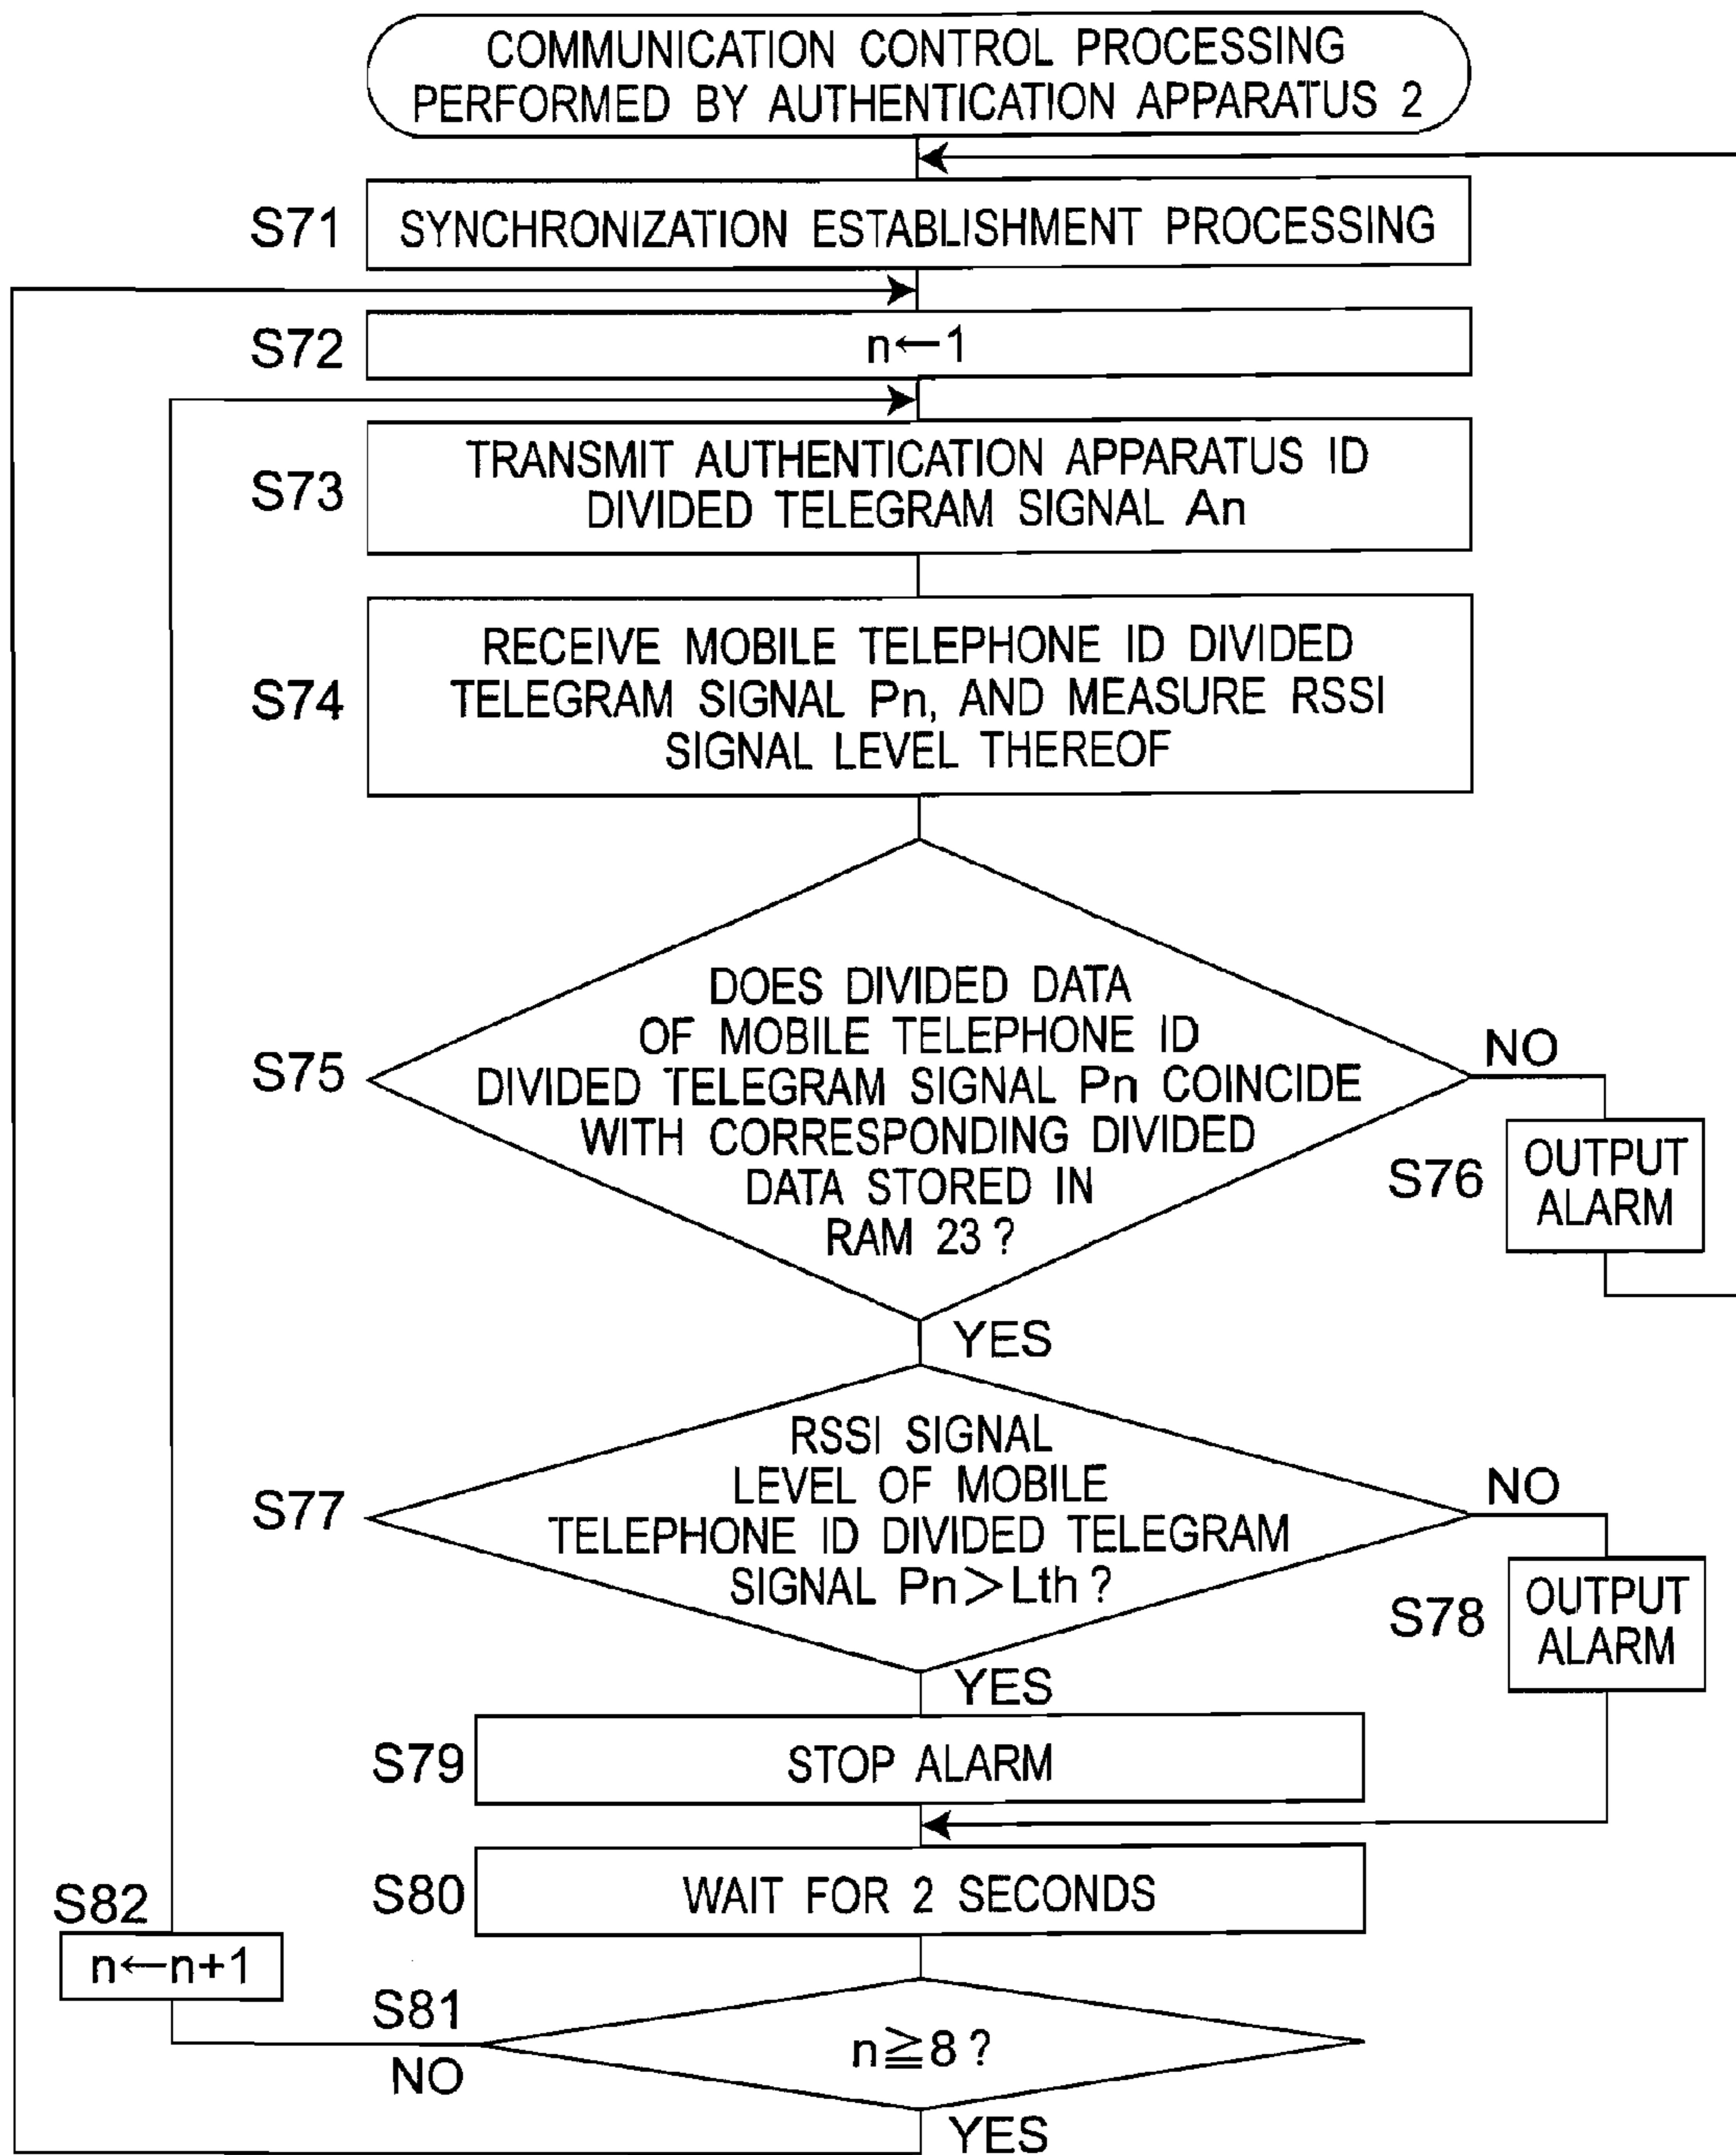 COMMUNICATION CONTROL PROCESSING
PERFORMED BY AUTHENTICATION APPARATUS 2
S71
SYNCHRONIZATION ESTABLISHMENT PROCESSING
S72
n←1
S73
TRANSMIT AUTHENTICATION APPARATUS ID
DIVIDED TELEGRAM SIGNAL An
S74
RECEIVE MOBILE TELEPHONE ID DIVIDED
TELEGRAM SIGNAL Pn, AND MEASURE RSSI
SIGNAL LEVEL THEREOF
S75
DOES DIVIDED DATA
OF MOBILE TELEPHONE ID
DIVIDED TELEGRAM SIGNAL Pn COINCIDE
WITH CORRESPONDING DIVIDED
DATA STORED IN
RAM 23?
NO
S76
OUTPUT
ALARM
YES
S77
RSSI SIGNAL
LEVEL OF MOBILE
TELEPHONE ID DIVIDED TELEGRAM
SIGNAL Pn>Lth?
NO
S78
OUTPUT
ALARM
YES
S79
STOP ALARM
S80
WAIT FOR 2 SECONDS
S82
n←n+1
S81
n≧8?
NO
YES